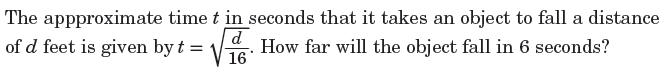 The appproximate time t in seconds that it takes an object to fall a distance
of d feet is given by t = √(d/16). How far will the object fall in 6 seconds?